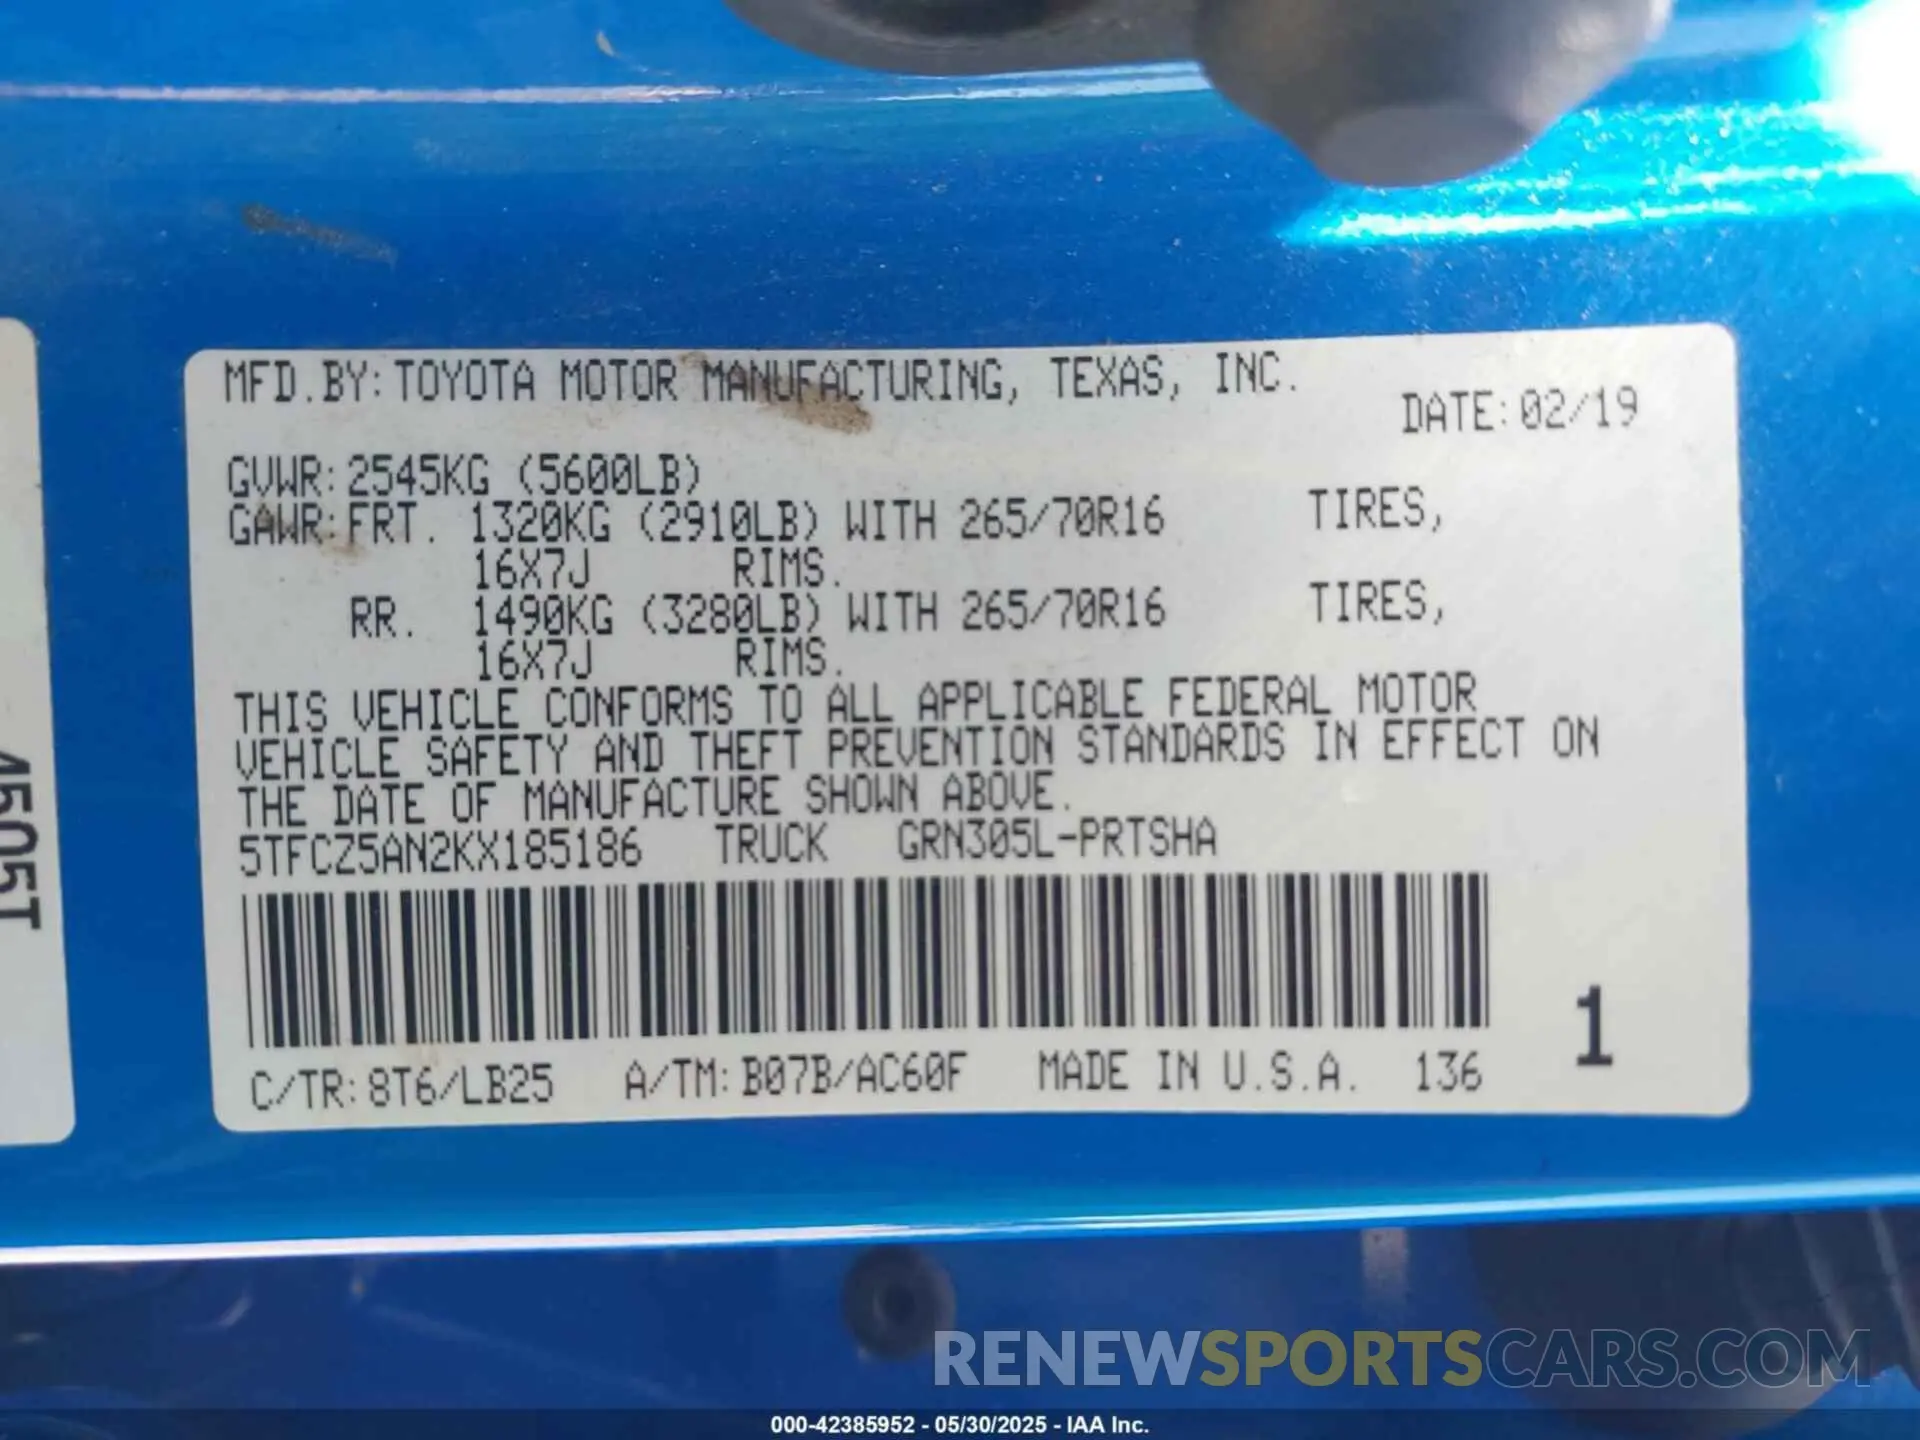 MFD.BY:TOYOTA MOTOR MANUFACTURING, TEXAS, INC.
DATE:02/19
GVWR:2545KG (5600LB)
GAWR:FRT. 1320KG (2910LB) WITH 265/70R16 TIRES,
16X7J RIMS.
RR. 1490KG (3280LB) WITH 265/70R16 TIRES,
16X7J RIMS.
THIS VEHICLE CONFORMS TO ALL APPLICABLE FEDERAL MOTOR
VEHICLE SAFETY AND THEFT PREVENTION STANDARDS IN EFFECT ON
THE DATE OF MANUFACTURE SHOWN ABOVE.
5TFCZ5AN2KX185186 TRUCK GRN305L-PRTSHA
1
C/TR:8T6/LB25 A/TM:B07B/AC60F MADE IN U.S.A. 136
4505T
RENEWSPORTSCARS.COM
000-42385952 - 05/30/2025 - IAA Inc.